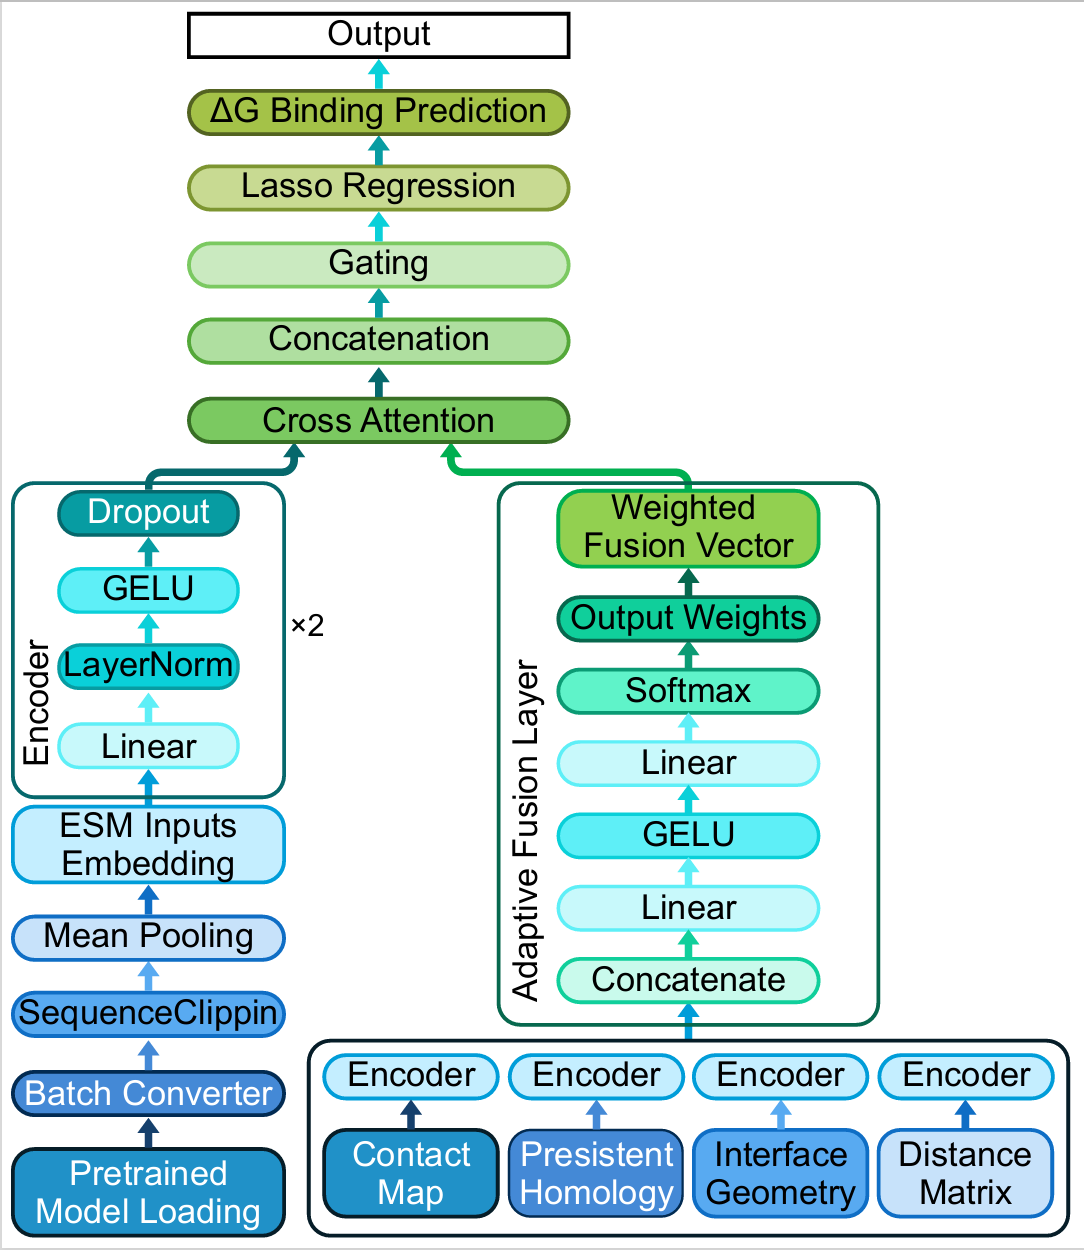 Output
ΔG Binding Prediction
Lasso Regression
Gating
Concatenation
Cross Attention
Encoder
Dropout
GELU
LayerNorm
Linear
×2
ESM Inputs
Embedding
Mean Pooling
SequenceClippin
Batch Converter
Pretrained
Model Loading
Adaptive Fusion Layer
Weighted
Fusion Vector
Output Weights
Softmax
Linear
GELU
Linear
Concatenate
Encoder
Encoder
Encoder
Encoder
Contact
Map
Presistent
Homology
Interface
Geometry
Distance
Matrix